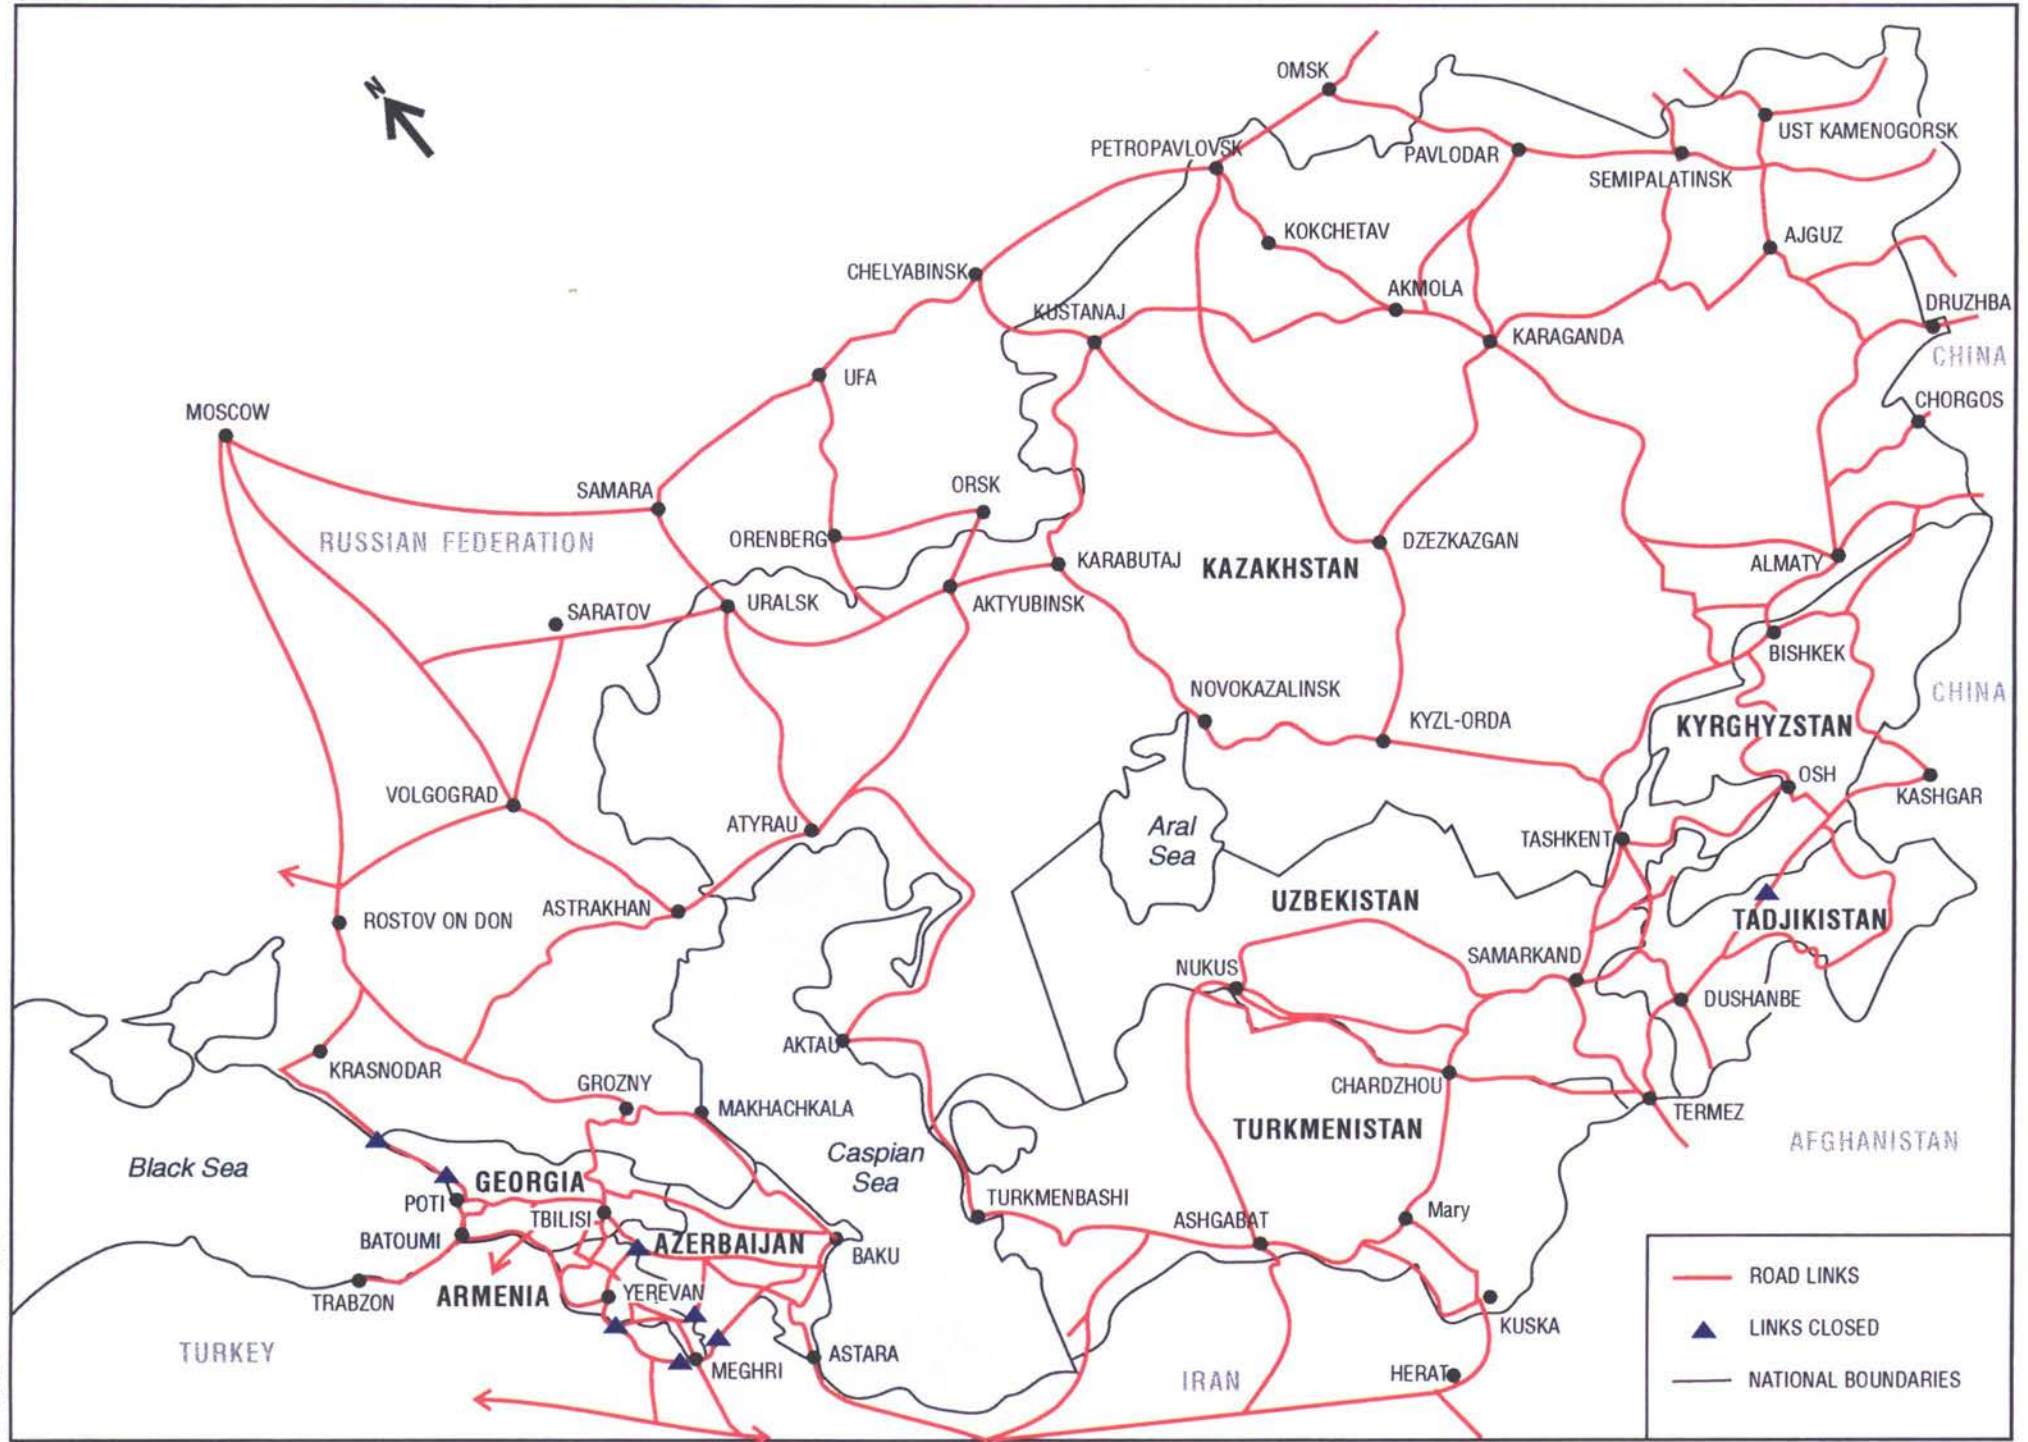 N
OMSK
PETROPAVLOVSK
PAVLODAR
UST KAMENOGORSK
SEMIPALATINSK
KOKCHETAV
AJGUZ
CHELYABINSK
AKMOLA
KUSTANAJ
DRUZHBA
KARAGANDA
CHINA
UFA
CHORGOS
MOSCOW
SAMARA
ORSK
RUSSIAN FEDERATION
ORENBERG
KARABUTAJ
KAZAKHSTAN
DZEZKAZGAN
ALMATY
SARATOV
URALSK
AKTYUBINSK
BISHKEK
NOVOKAZALINSK
KYZL-ORDA
CHINA
KYRGHYZSTAN
OSH
KASHGAR
VOLGOGRAD
ATYRAU
Aral
Sea
TASHKENT
ROSTOV ON DON
ASTRAKHAN
UZBEKISTAN
TADJIKISTAN
NUKUS
SAMARKAND
DUSHANBE
AKTAU
KRASNODAR
GROZNY
MAKHACHKALA
CHARDZHOU
TERMEZ
TURKMENISTAN
AFGHANISTAN
Black Sea
Caspian
Sea
GEORGIA
POTI
TBILISI
TURKMENBASHI
ASHGABAT
Mary
BATOUMI
AZERBAIJAN
BAKU
TRABZON
ARMENIA
YEREVAN
KUSKA
TURKEY
MEGHRI
ASTARA
IRAN
HERAT
ROAD LINKS
LINKS CLOSED
NATIONAL BOUNDARIES